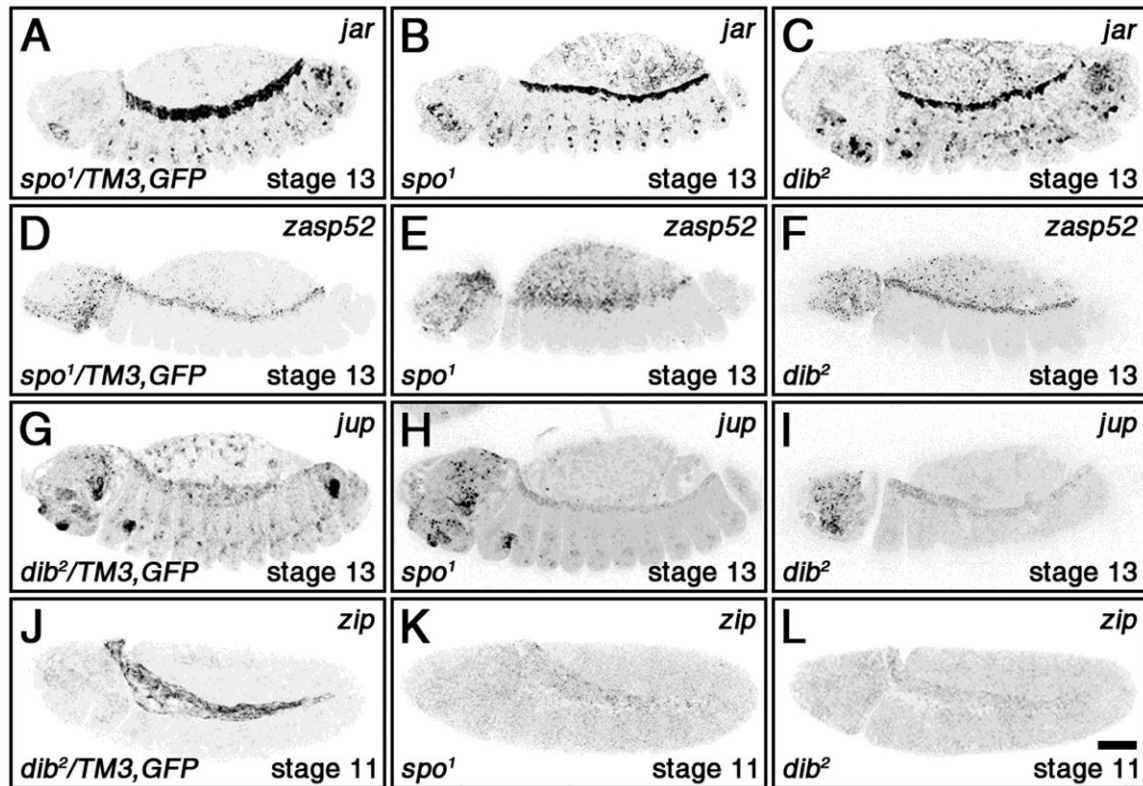 A jar
spo¹/TM3,GFP stage 13
B jar
spo¹ stage 13
C jar
dib² stage 13
D zasp52
spo¹/TM3,GFP stage 13
E zasp52
spo¹ stage 13
F zasp52
dib² stage 13
G jup
dib²/TM3,GFP stage 13
H jup
spo¹ stage 13
I jup
dib² stage 13
J zip
dib²/TM3,GFP stage 11
K zip
spo¹ stage 11
L zip
dib² stage 11